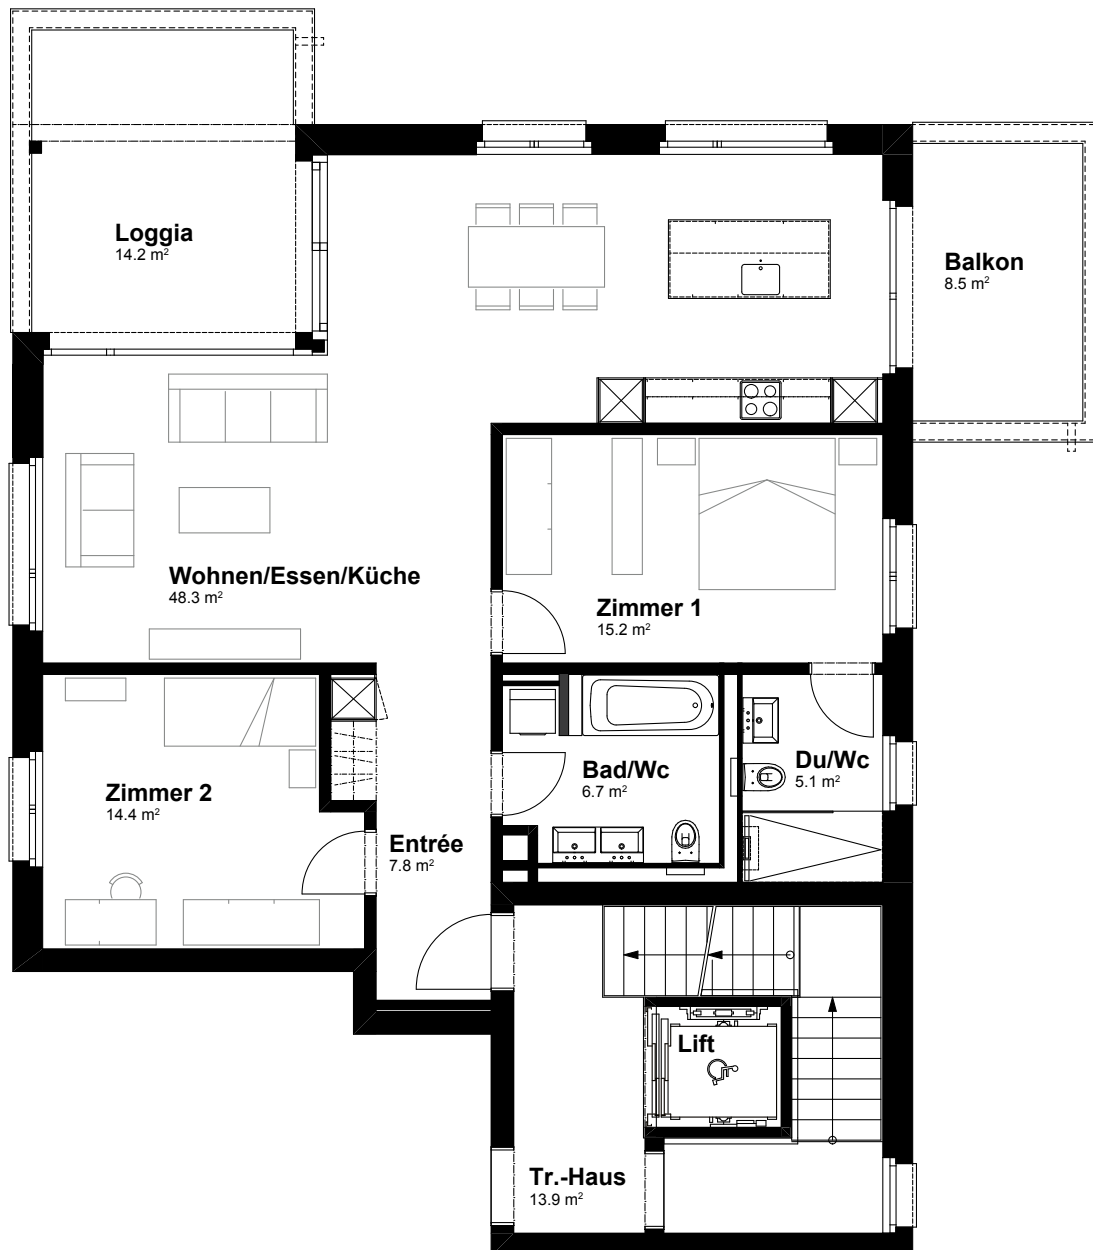 Loggia
14.2 m²
Balkon
8.5 m²
Wohnen/Essen/Küche
48.3 m²
Zimmer 1
15.2 m²
Zimmer 2
14.4 m²
Bad/Wc
6.7 m²
Du/Wc
5.1 m²
Entrée
7.8 m²
Lift
Tr.-Haus
13.9 m²